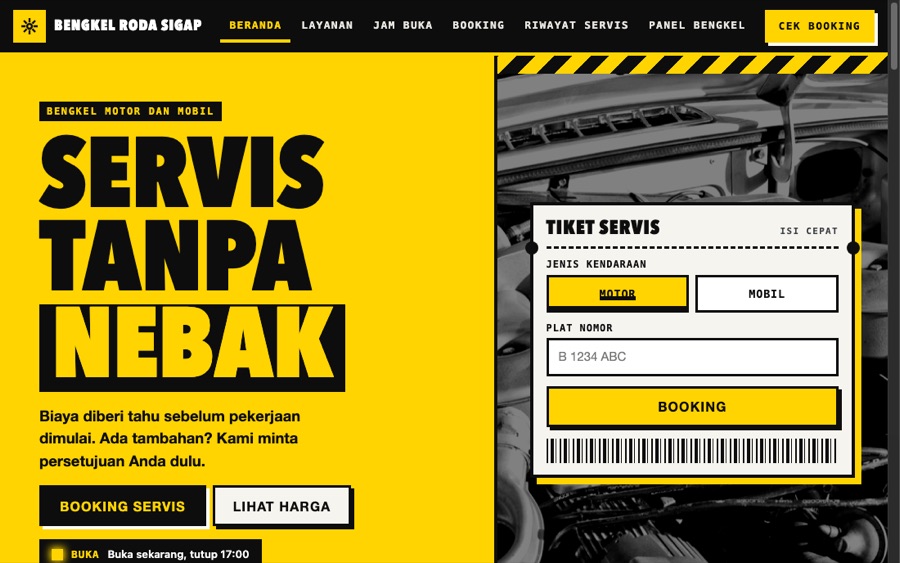 BENGKEL RODA SIGAP
BERANDA LAYANAN JAM BUKA BOOKING RIWAYAT SERVIS PANEL BENGKEL CEK BOOKING
BENGKEL MOTOR DAN MOBIL
SERVIS
TANPA
NEBAK
Biaya diberi tahu sebelum pekerjaan
dimulai. Ada tambahan? Kami minta
persetujuan Anda dulu.
BOOKING SERVIS LIHAT HARGA
BUKA Buka sekarang, tutup 17:00
TIKET SERVIS ISI CEPAT
JENIS KENDARAAN
MOTOR MOBIL
PLAT NOMOR
B 1234 ABC
BOOKING